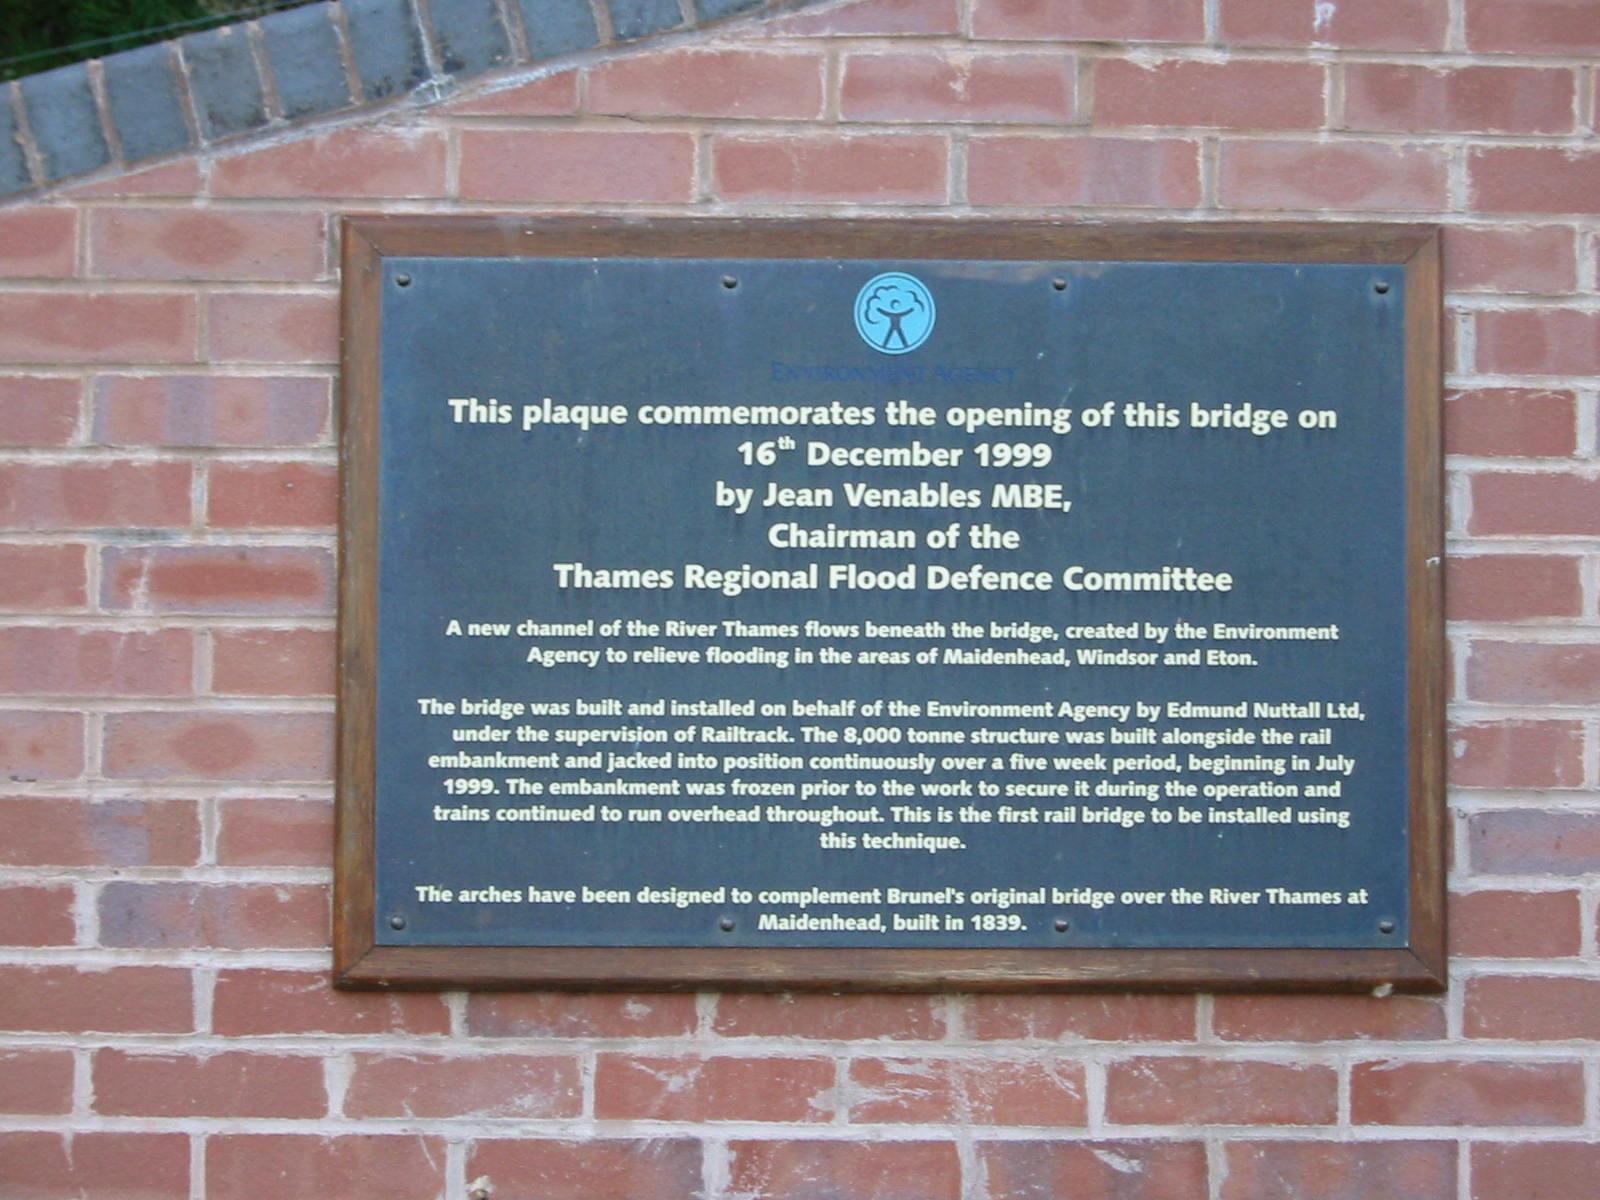 ENVIRONMENT AGENCY
This plaque commemorates the opening of this bridge on
16th December 1999
by Jean Venables MBE,
Chairman of the
Thames Regional Flood Defence Committee
A new channel of the River Thames flows beneath the bridge, created by the Environment
Agency to relieve flooding in the areas of Maidenhead, Windsor and Eton.
The bridge was built and installed on behalf of the Environment Agency by Edmund Nuttall Ltd,
under the supervision of Railtrack. The 8,000 tonne structure was built alongside the rail
embankment and jacked into position continuously over a five week period, beginning in July
1999. The embankment was frozen prior to the work to secure it during the operation and
trains continued to run overhead throughout. This is the first rail bridge to be installed using
this technique.
The arches have been designed to complement Brunel's original bridge over the River Thames at
Maidenhead, built in 1839.